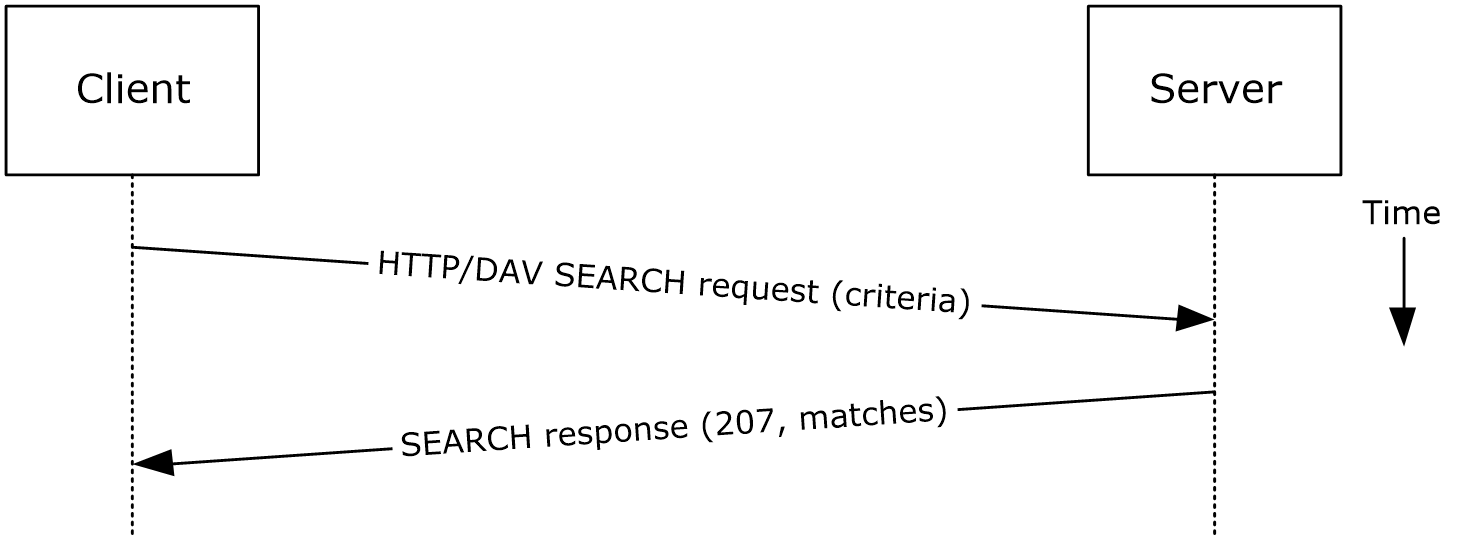 Client
Server
Time
HTTP/DAV SEARCH request (criteria)
SEARCH response (207, matches)